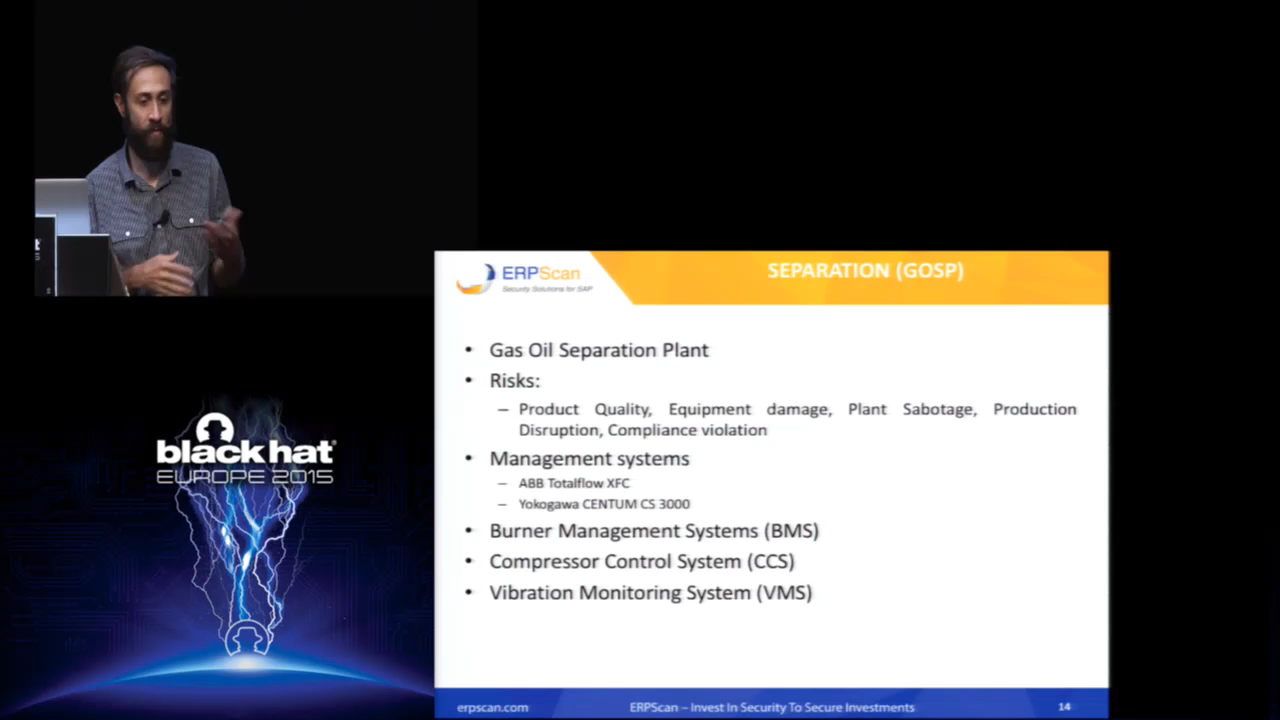 ERPScan
Security Solutions for SAP
SEPARATION (GOSP)
• Gas Oil Separation Plant
• Risks:
– Product Quality, Equipment damage, Plant Sabotage, Production
Disruption, Compliance violation
• Management systems
– ABB Totalflow XFC
– Yokogawa CENTUM CS 3000
• Burner Management Systems (BMS)
• Compressor Control System (CCS)
• Vibration Monitoring System (VMS)
erpscan.com
ERPScan – Invest In Security To Secure Investments
14
black hat
EUROPE 2015